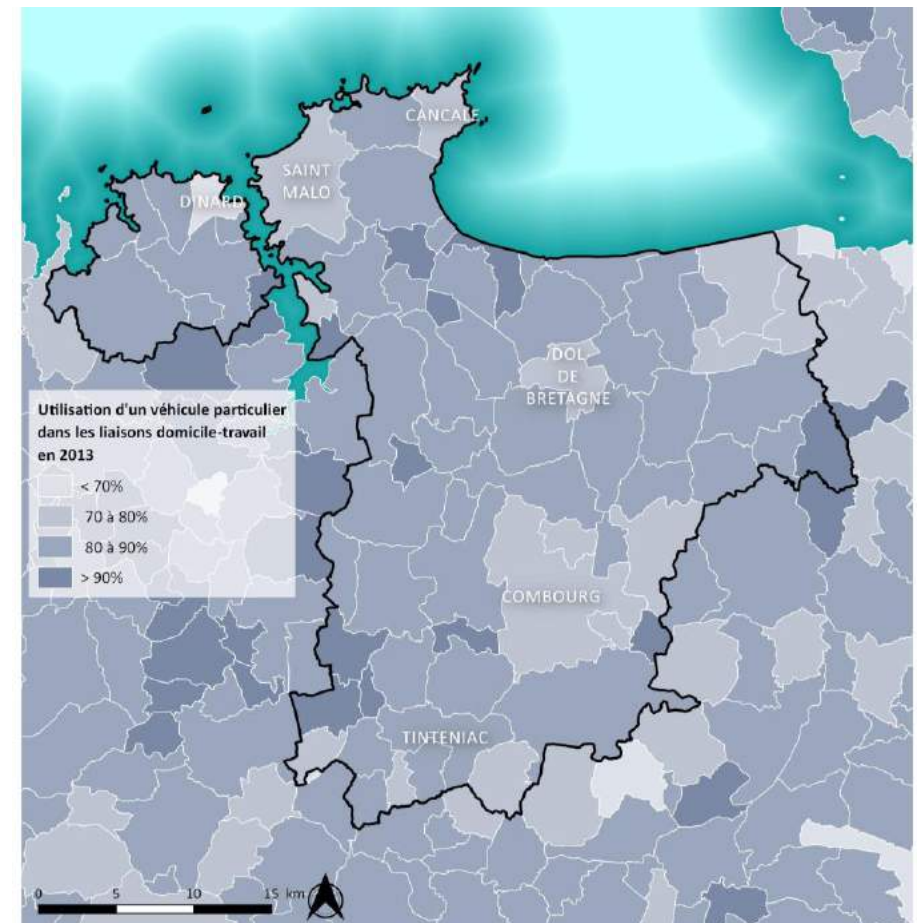 CANCALE
SAINT
MALO
DINARD
DOL
DE
BRETAGNE
Utilisation d'un véhicule particulier
dans les liaisons domicile-travail
en 2013
< 70%
70 à 80%
80 à 90%
> 90%
COMBOURG
TINTENIAC
0 5 10 15 km